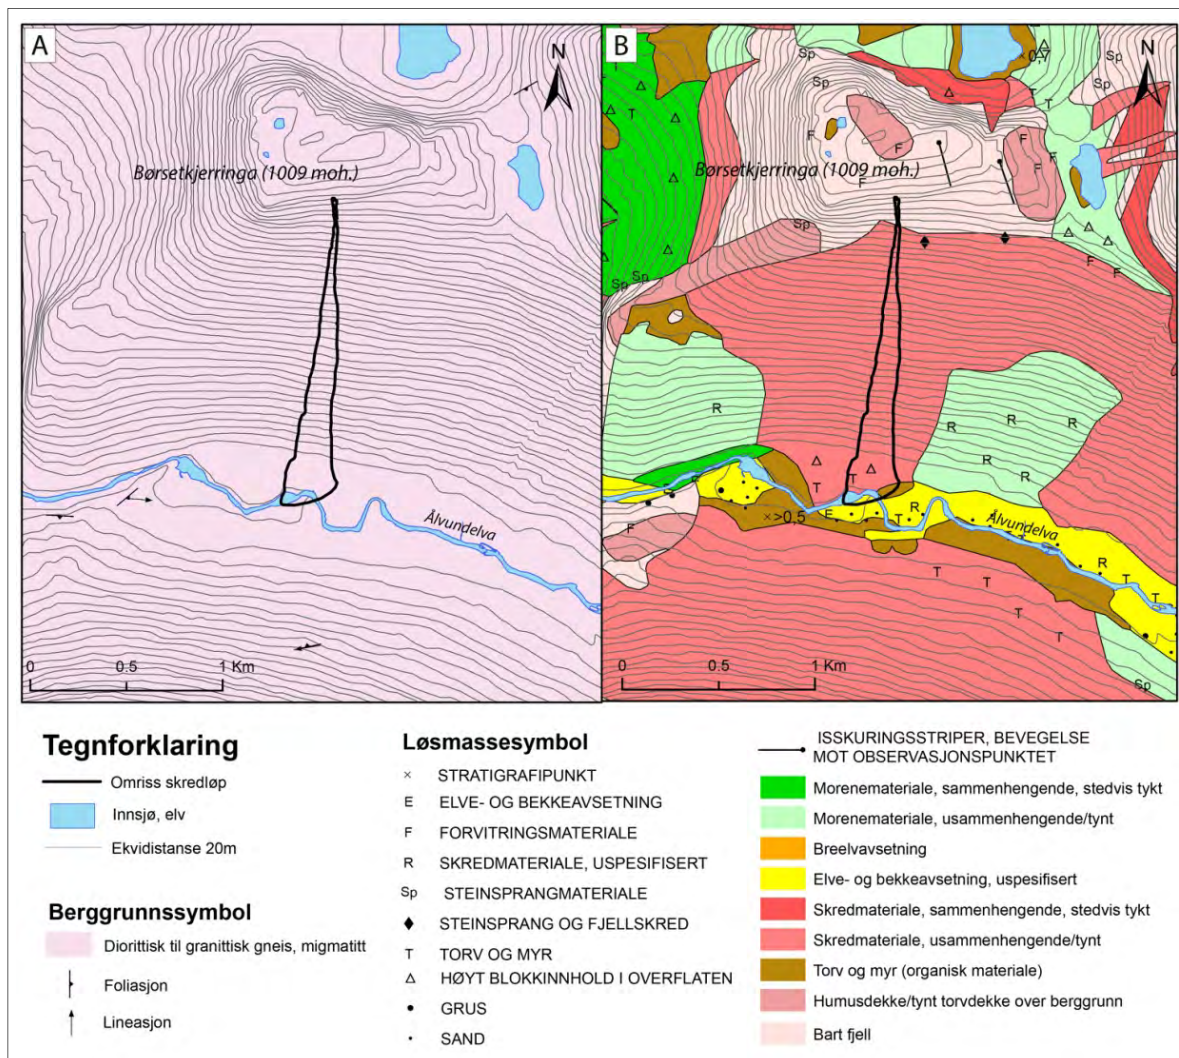 A
N
Børsetkjerringa (1009 moh.)
Ålvundelva
0 0.5 1 Km
B
N
Sp
×0,7
Sp
Sp
T
T
T
F
F
F
F
F
Børsetkjerringa (1009 moh.)
F
Sp
Sp
Sp
F
F
R
R
R
R
R
T
T
E
×>0,5
R
T
Ålvundelva
F
R
T
T
T
T
T
T
Sp
0 0.5 1 Km
Tegnforklaring
Omriss skredløp
Innsjø, elv
Ekvidistanse 20m
Berggrunnssymbol
Diorittisk til granittisk gneis, migmatitt
Foliasjon
Lineasjon
Løsmassesymbol
× STRATIGRAFIPUNKT
E ELVE- OG BEKKEAVSETNING
F FORVITRINGSMATERIALE
R SKREDMATERIALE, USPESIFISERT
Sp STEINSPRANGMATERIALE
STEINSPRANG OG FJELLSKRED
T TORV OG MYR
HØYT BLOKKINNHOLD I OVERFLATEN
GRUS
SAND
ISSKURINGSSTRIPER, BEVEGELSE
MOT OBSERVASJONSPUNKTET
Morenemateriale, sammenhengende, stedvis tykt
Morenemateriale, usammenhengende/tynt
Breelvavsetning
Elve- og bekkeavsetning, uspesifisert
Skredmateriale, sammenhengende, stedvis tykt
Skredmateriale, usammenhengende/tynt
Torv og myr (organisk materiale)
Humusdekke/tynt torvdekke over berggrunn
Bart fjell